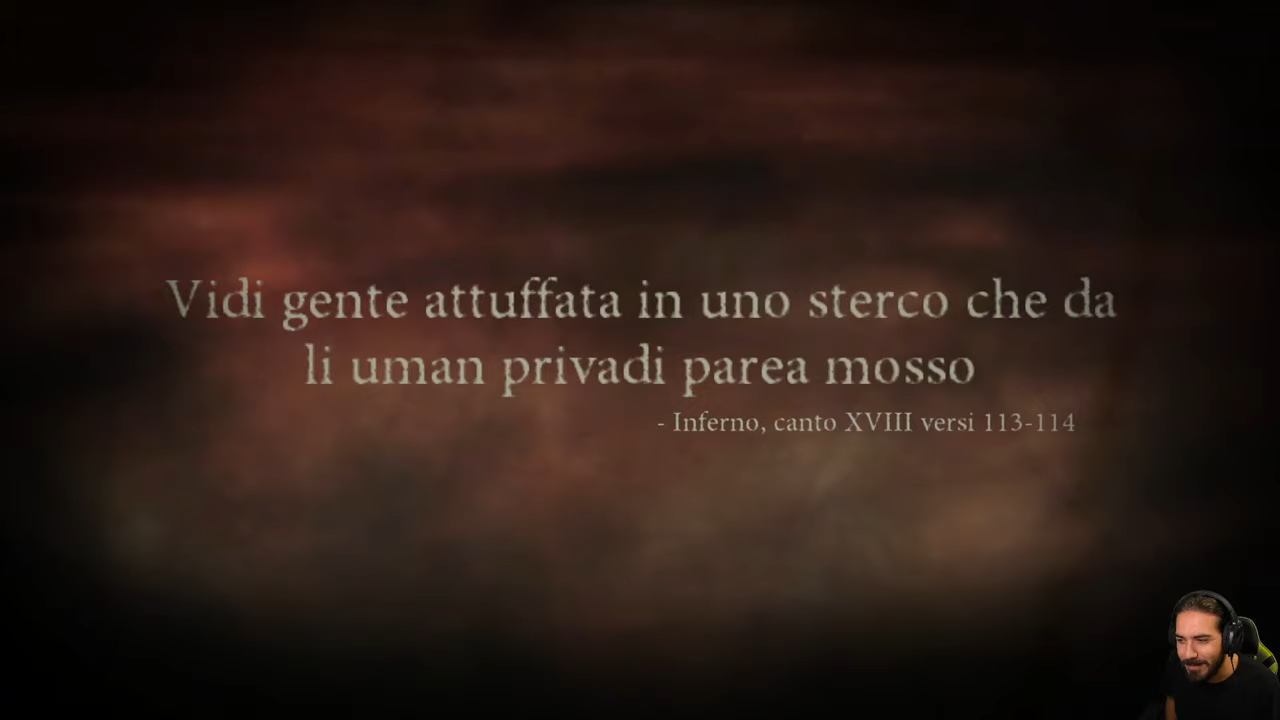 Vidi gente attuffata in uno sterco che da
li uman privadi parea mosso
- Inferno, canto XVIII versi 113-114